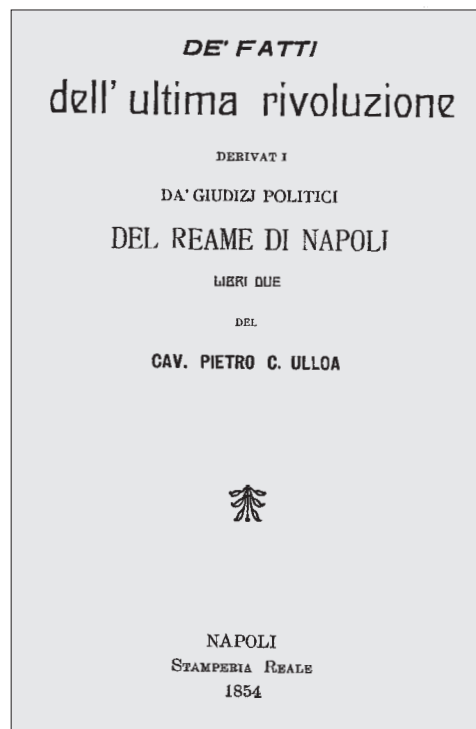 DE' FATTI
dell' ultima rivoluzione
DERIVATI
DA' GIUDIZJ POLITICI
DEL REAME DI NAPOLI
LIBRI DUE
DEL
CAV. PIETRO C. ULLOA
NAPOLI
STAMPERIA REALE
1854